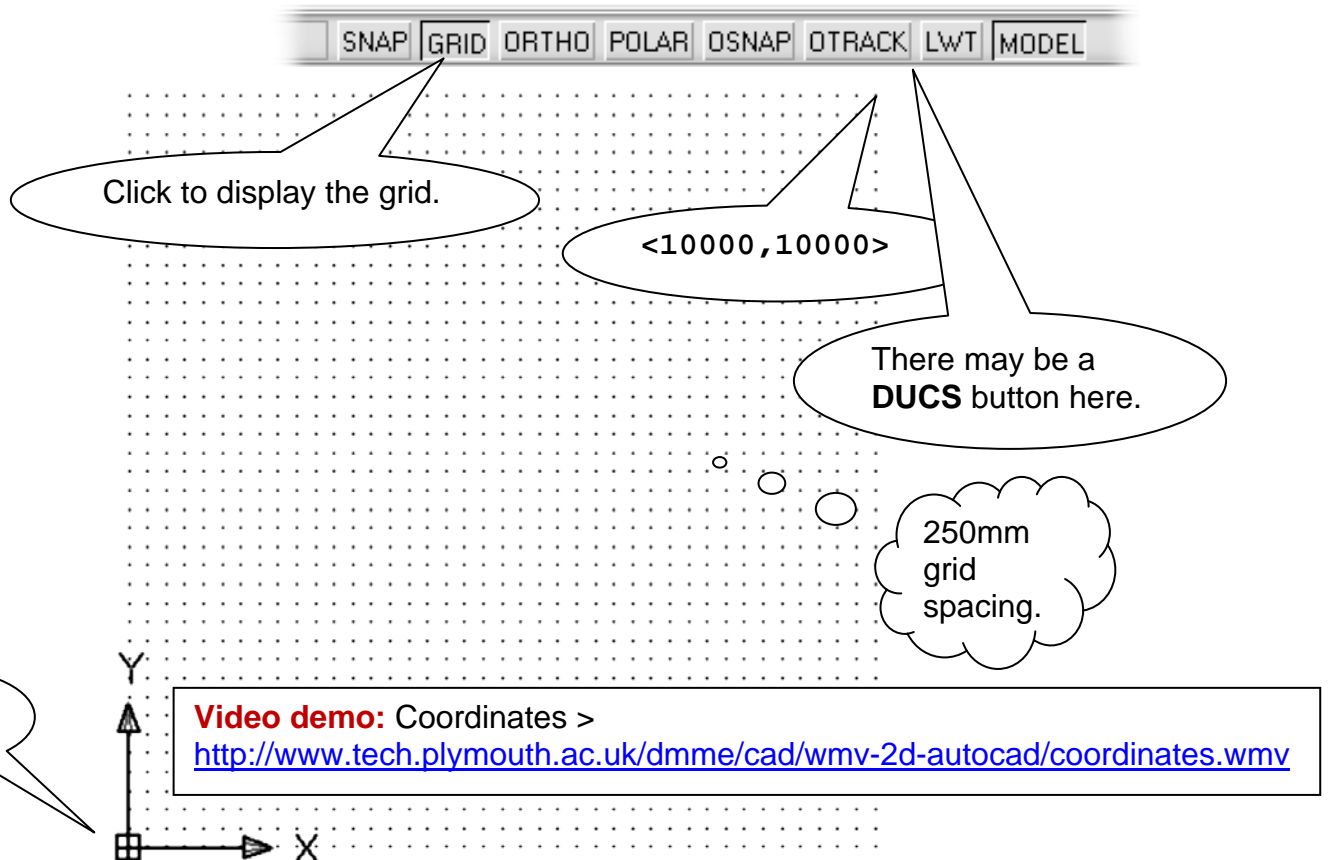 SNAP GRID ORTHO POLAR OSNAP OTRACK LWT MODEL
Click to display the grid.
<10000,10000>
There may be a
DUCS button here.
250mm
grid
spacing.
Y
Video demo: Coordinates >
http://www.tech.plymouth.ac.uk/dmme/cad/wmv-2d-autocad/coordinates.wmv
X